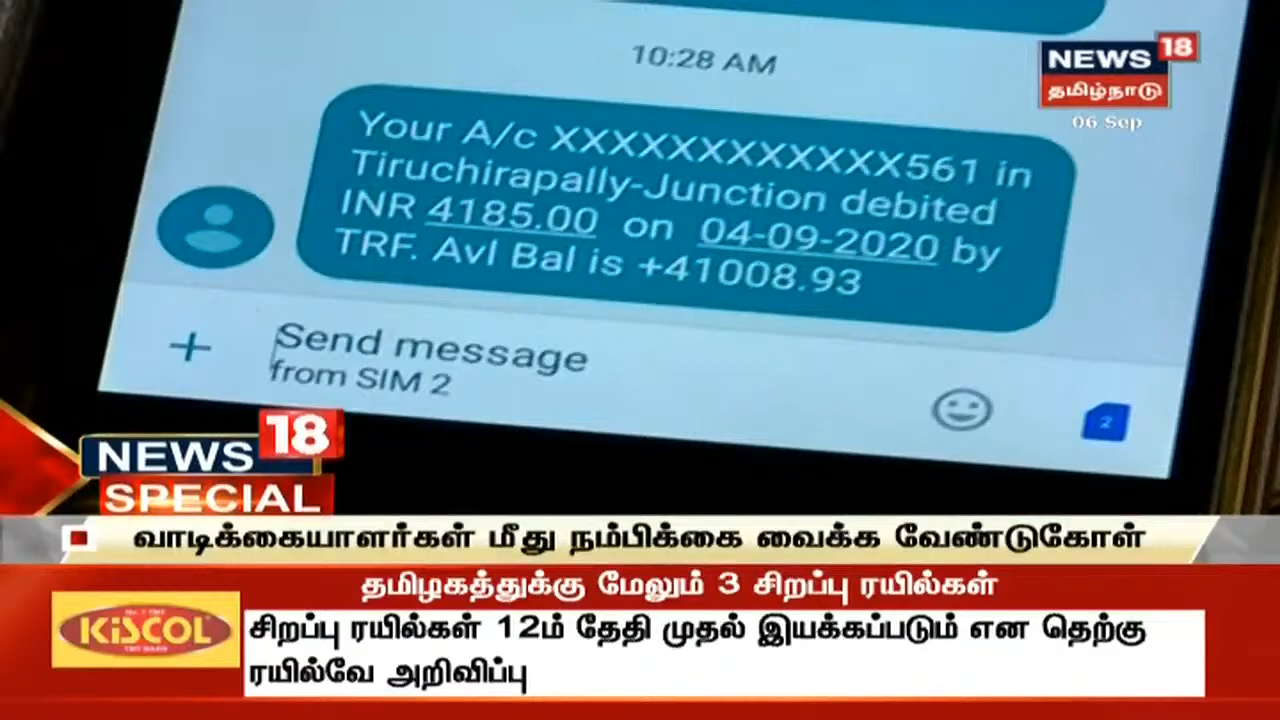 10:28 AM
NEWS 18
தமிழ்நாடு
06 Sep
Your A/c XXXXXXXXXXXX561 in
Tiruchirapally-Junction debited
INR 4185.00 on 04-09-2020 by
TRF. Avl Bal is +41008.93
+
Send message
from SIM 2
2
NEWS 18
SPECIAL
வாடிக்கையாளர்கள் மீது நம்பிக்கை வைக்க வேண்டுகோள்
தமிழகத்துக்கு மேலும் 3 சிறப்பு ரயில்கள்
KiSCOL
சிறப்பு ரயில்கள் 12ம் தேதி முதல் இயக்கப்படும் என தெற்கு
ரயில்வே அறிவிப்பு